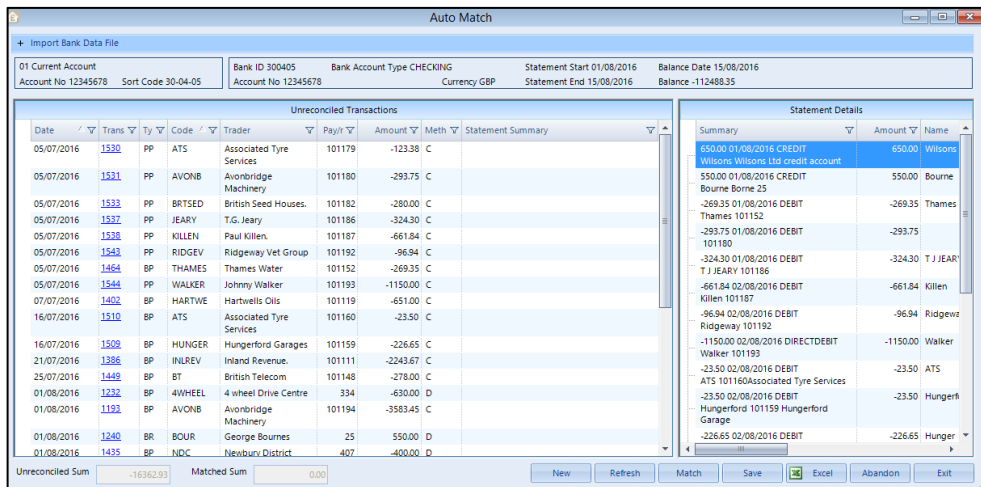 Auto Match
+ Import Bank Data File
01 Current Account
Account No 12345678 Sort Code 30-04-05
Bank ID 300405 Bank Account Type CHECKING Statement Start 01/08/2016 Balance Date 15/08/2016
Account No 12345678 Currency GBP Statement End 15/08/2016 Balance -112488.35
Unreconciled Transactions
Date Trans Ty Code Trader Pay/r Amount Meth Statement Summary
05/07/2016 1530 PP ATS Associated Tyre 101179 -123.38 C
Services
05/07/2016 1531 PP AVONB Avonbridge 101180 -293.75 C
Machinery
05/07/2016 1533 PP BRTSED British Seed Houses. 101182 -280.00 C
05/07/2016 1537 PP JEARY T.G. Jeary 101186 -324.30 C
05/07/2016 1538 PP KILLEN Paul Killen. 101187 -661.84 C
05/07/2016 1543 PP RIDGEV Ridgeway Vet Group 101192 -96.94 C
05/07/2016 1464 BP THAMES Thames Water 101152 -269.35 C
05/07/2016 1544 PP WALKER Johnny Walker 101193 -1150.00 C
07/07/2016 1402 BP HARTWE Hartwells Oils 101119 -651.00 C
16/07/2016 1510 BP ATS Associated Tyre 101160 -23.50 C
Services
16/07/2016 1509 BP HUNGER Hungerford Garages 101159 -226.65 C
21/07/2016 1386 BP INLREV Inland Revenue. 101111 -2243.67 C
25/07/2016 1449 BP BT British Telecom 101148 -278.00 C
01/08/2016 1232 BP 4WHEEL 4 wheel Drive Centre 334 -630.00 D
01/08/2016 1193 BP AVONB Avonbridge 101194 -3583.45 C
Machinery
01/08/2016 1240 BR BOUR George Bournes 25 550.00 D
01/08/2016 1435 BP NDC Newbury District 407 -400.00 D
Statement Details
Summary Amount Name
650.00 01/08/2016 CREDIT 650.00 Wilsons
Wilsons Wilsons Ltd credit account
550.00 01/08/2016 CREDIT 550.00 Bourne
Bourne Borne 25
-269.35 01/08/2016 DEBIT -269.35 Thames
Thames 101152
-293.75 01/08/2016 DEBIT -293.75
101180
-324.30 01/08/2016 DEBIT -324.30 T J JEAR
T J JEARY 101186
-661.84 02/08/2016 DEBIT -661.84 Killen
Killen 101187
-96.94 02/08/2016 DEBIT -96.94 Ridgewa
Ridgeway 101192
-1150.00 02/08/2016 DIRECTDEBIT -1150.00 Walker
Walker 101193
-23.50 02/08/2016 DEBIT -23.50 ATS
ATS 101160Associated Tyre Services
-23.50 02/08/2016 DEBIT -23.50 Hungerf
Hungerford 101159 Hungerford
Garage
-226.65 02/08/2016 DEBIT -226.65 Hunger
Unreconciled Sum -16362.93 Matched Sum 0.00
New Refresh Match Save Excel Abandon Exit